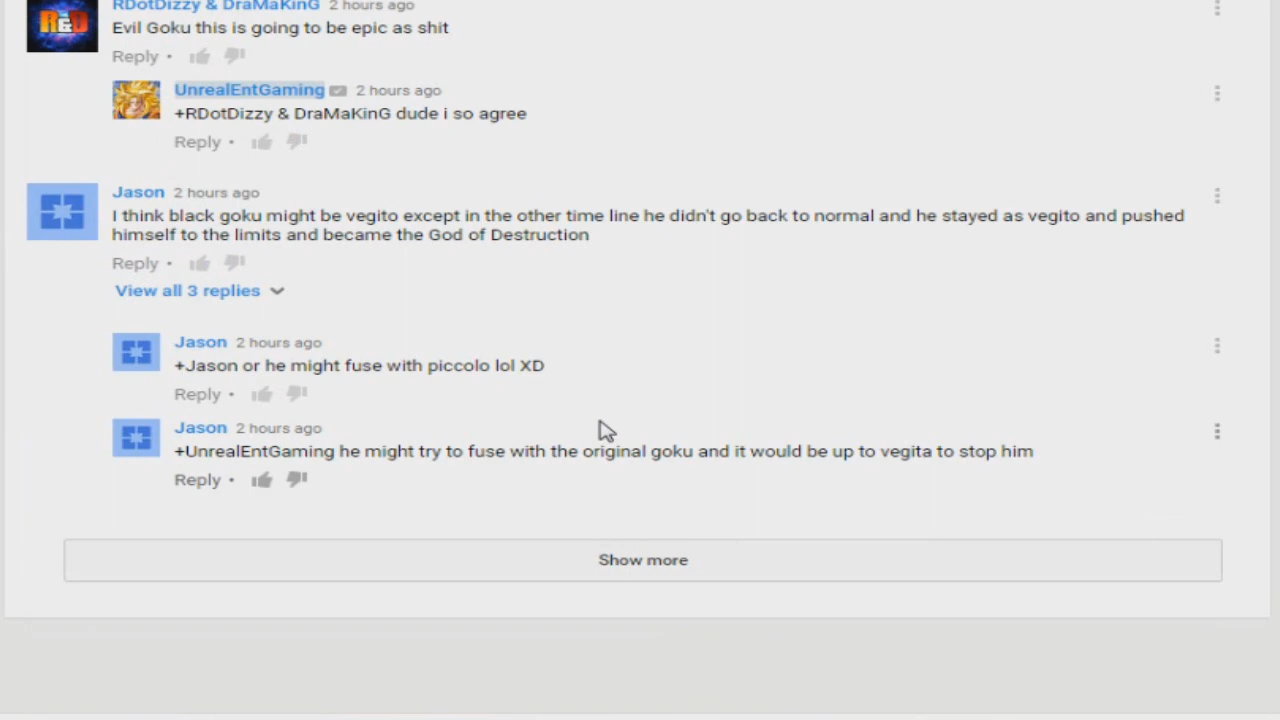 RDotDizzy & DraMaKinG 2 hours ago
Evil Goku this is going to be epic as shit
Reply •
UnrealEntGaming 2 hours ago
+RDotDizzy & DraMaKinG dude i so agree
Reply •
Jason 2 hours ago
I think black goku might be vegito except in the other time line he didn't go back to normal and he stayed as vegito and pushed
himself to the limits and became the God of Destruction
Reply •
View all 3 replies
Jason 2 hours ago
+Jason or he might fuse with piccolo lol XD
Reply •
Jason 2 hours ago
+UnrealEntGaming he might try to fuse with the original goku and it would be up to vegita to stop him
Reply •
Show more
R&D